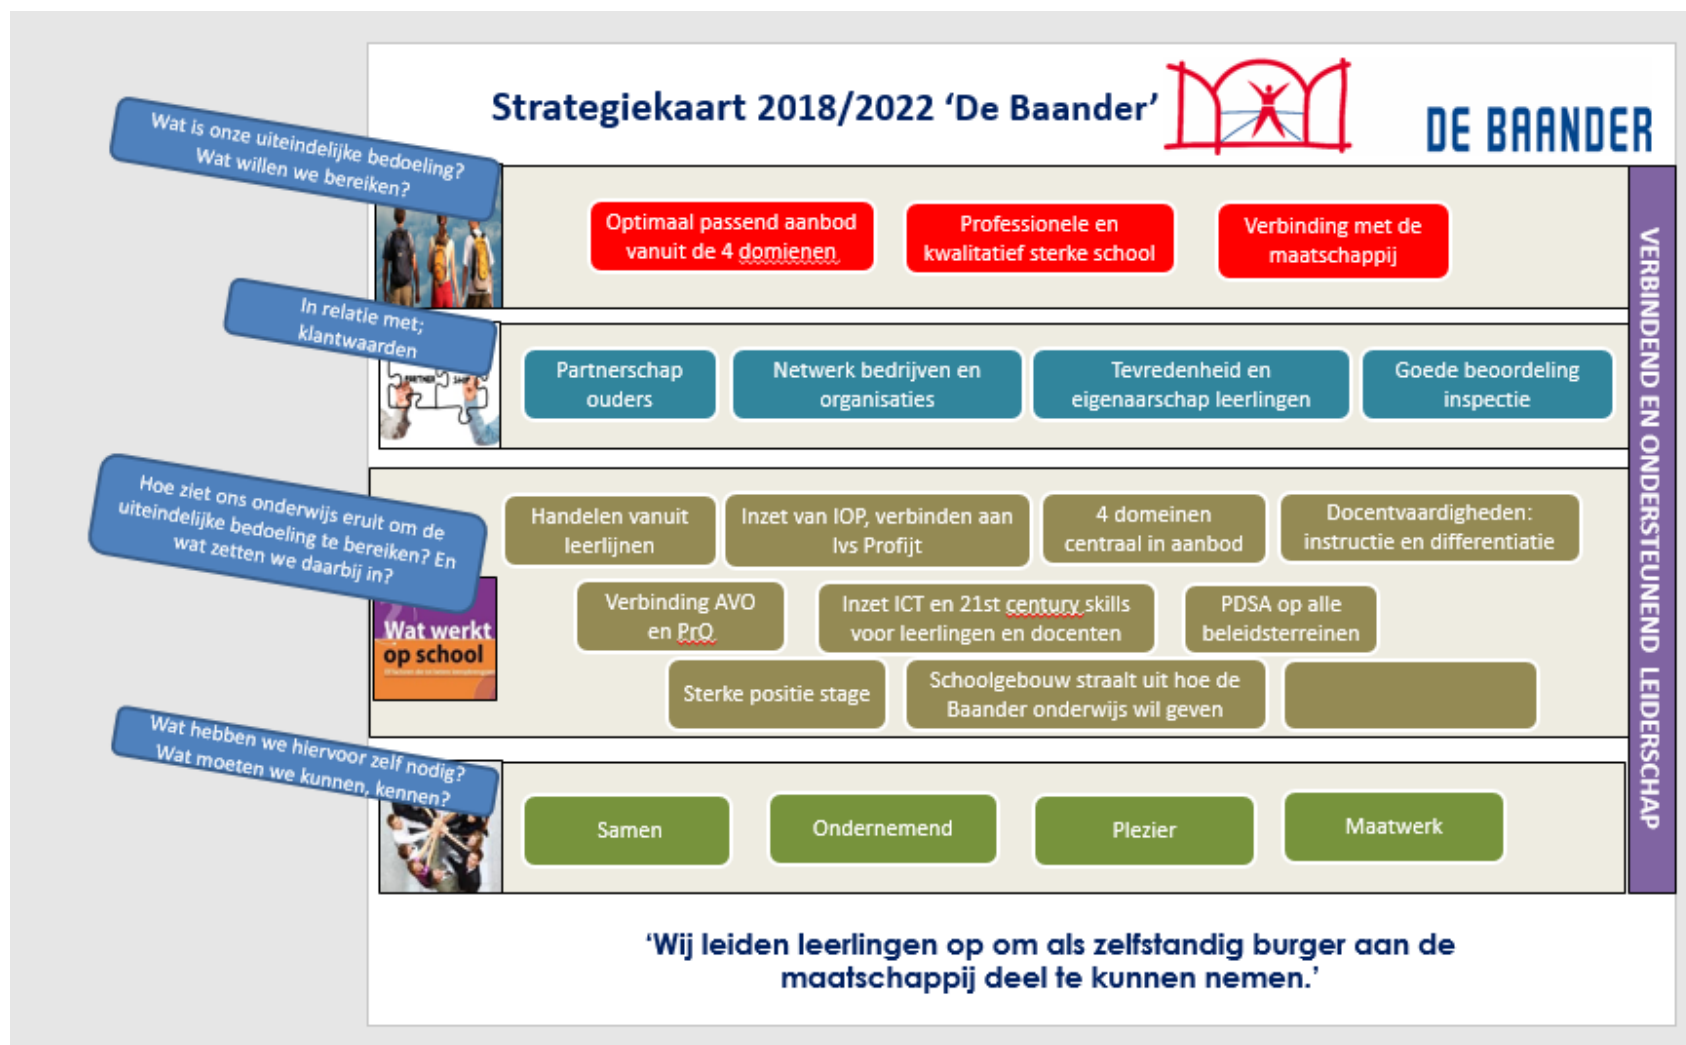 Strategiekaart 2018/2022 ‘De Baander’
DE BAANDER
Wat is onze uiteindelijke bedoeling?
Wat willen we bereiken?
Optimaal passend aanbod
vanuit de 4 domienen
Professionele en
kwalitatief sterke school
Verbinding met de
maatschappij
In relatie met;
klantwaarden
PARTNER
SHIP
Partnerschap
ouders
Netwerk bedrijven en
organisaties
Tevredenheid en
eigenaarschap leerlingen
Goede beoordeling
inspectie
Hoe ziet ons onderwijs eruit om de
uiteindelijke bedoeling te bereiken? En
wat zetten we daarbij in?
Wat werkt
op school
Handelen vanuit
leerlijnen
Inzet van IOP, verbinden aan
lvs Profijt
4 domeinen
centraal in aanbod
Docentvaardigheden:
instructie en differentiatie
Verbinding AVO
en PrO
Inzet ICT en 21st century skills
voor leerlingen en docenten
PDSA op alle
beleidsterreinen
Sterke positie stage
Schoolgebouw straalt uit hoe de
Baander onderwijs wil geven
Wat hebben we hiervoor zelf nodig?
Wat moeten we kunnen, kennen?
Samen
Ondernemend
Plezier
Maatwerk
VERBINDEND EN ONDERSTEUNEND LEIDERSCHAP
‘Wij leiden leerlingen op om als zelfstandig burger aan de
maatschappij deel te kunnen nemen.’